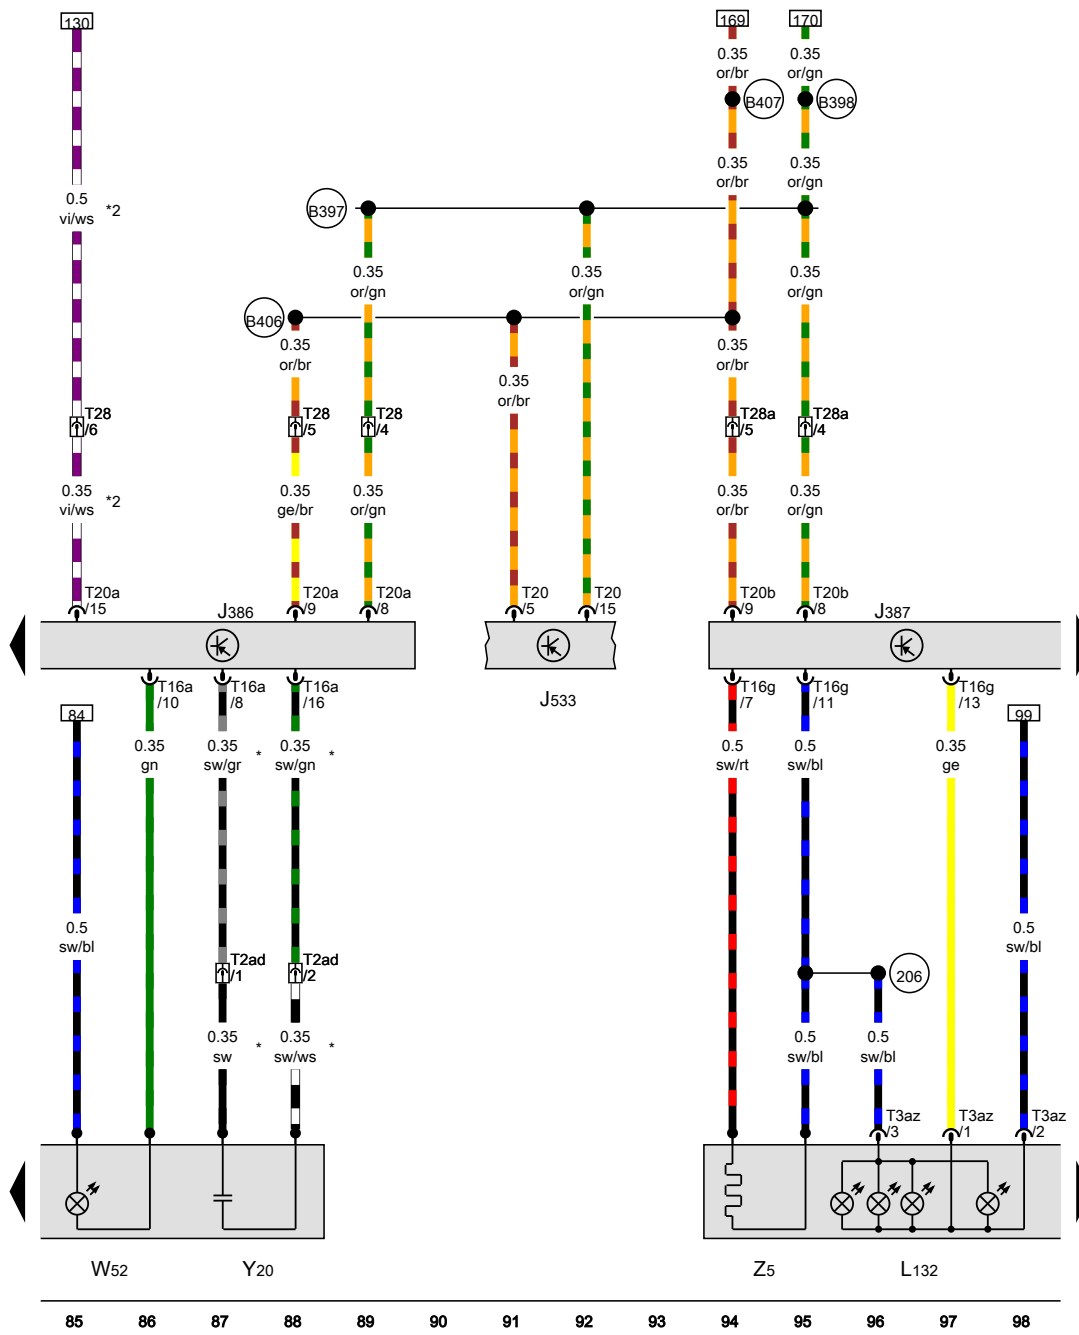 130
169
170
0.35
or/br
0.35
or/gn
B407
B398
0.5
vi/ws
*2
0.35
or/br
0.35
or/gn
B397
0.35
or/gn
0.35
or/gn
0.35
or/gn
B406
0.35
or/br
0.35
or/br
0.35
or/br
T28
/6
T28
/5
T28
/4
T28a
/5
T28a
/4
0.35
vi/ws
*2
0.35
ge/br
0.35
or/gn
0.35
or/br
0.35
or/gn
T20a
/15
J386
T20a
/9
T20a
/8
T20
/5
T20
/15
T20b
/9
T20b
/8
J387
T16a
/10
T16a
/8
T16a
/16
J533
T16g
/7
T16g
/11
T16g
/13
84
99
0.35
gn
0.35
sw/gr
*
0.35
sw/gn
*
0.5
sw/rt
0.5
sw/bl
0.35
ge
0.5
sw/bl
0.5
sw/bl
T2ad
/1
T2ad
/2
206
0.35
sw
*
0.35
sw/ws
*
0.5
sw/bl
0.5
sw/bl
T3az
/3
T3az
/1
T3az
/2
W52
Y20
Z5
L132
85 86 87 88 89 90 91 92 93 94 95 96 97 98